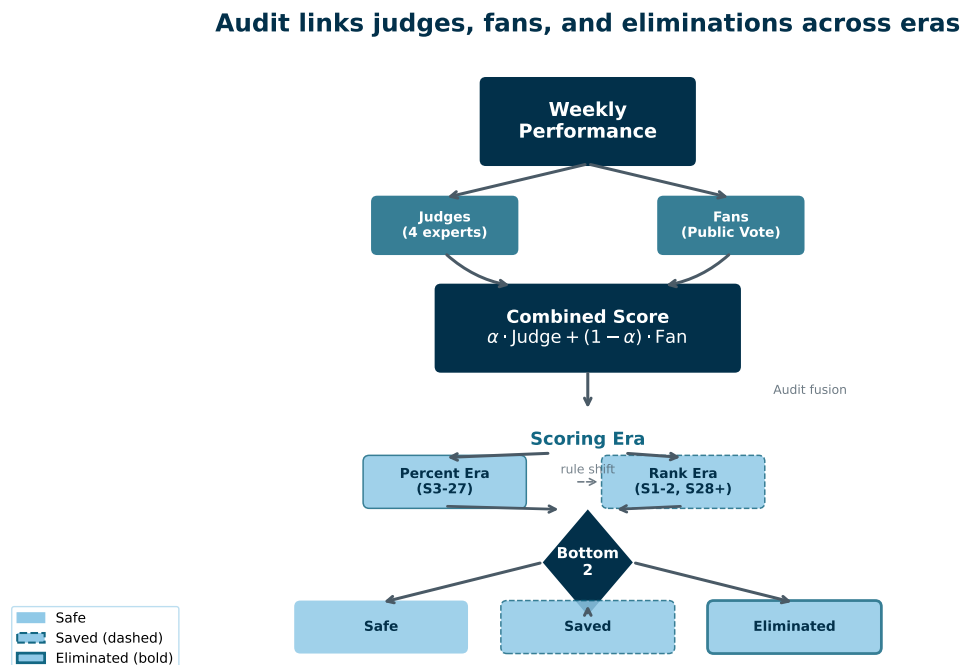 Audit links judges, fans, and eliminations across eras
Weekly
Performance
Judges
(4 experts)
Fans
(Public Vote)
Combined Score
α · Judge + (1 − α) · Fan
Audit fusion
Scoring Era
rule shift
Percent Era
(S3-27)
Rank Era
(S1-2, S28+)
Bottom
2
Safe
Saved
Eliminated
Safe
Saved (dashed)
Eliminated (bold)